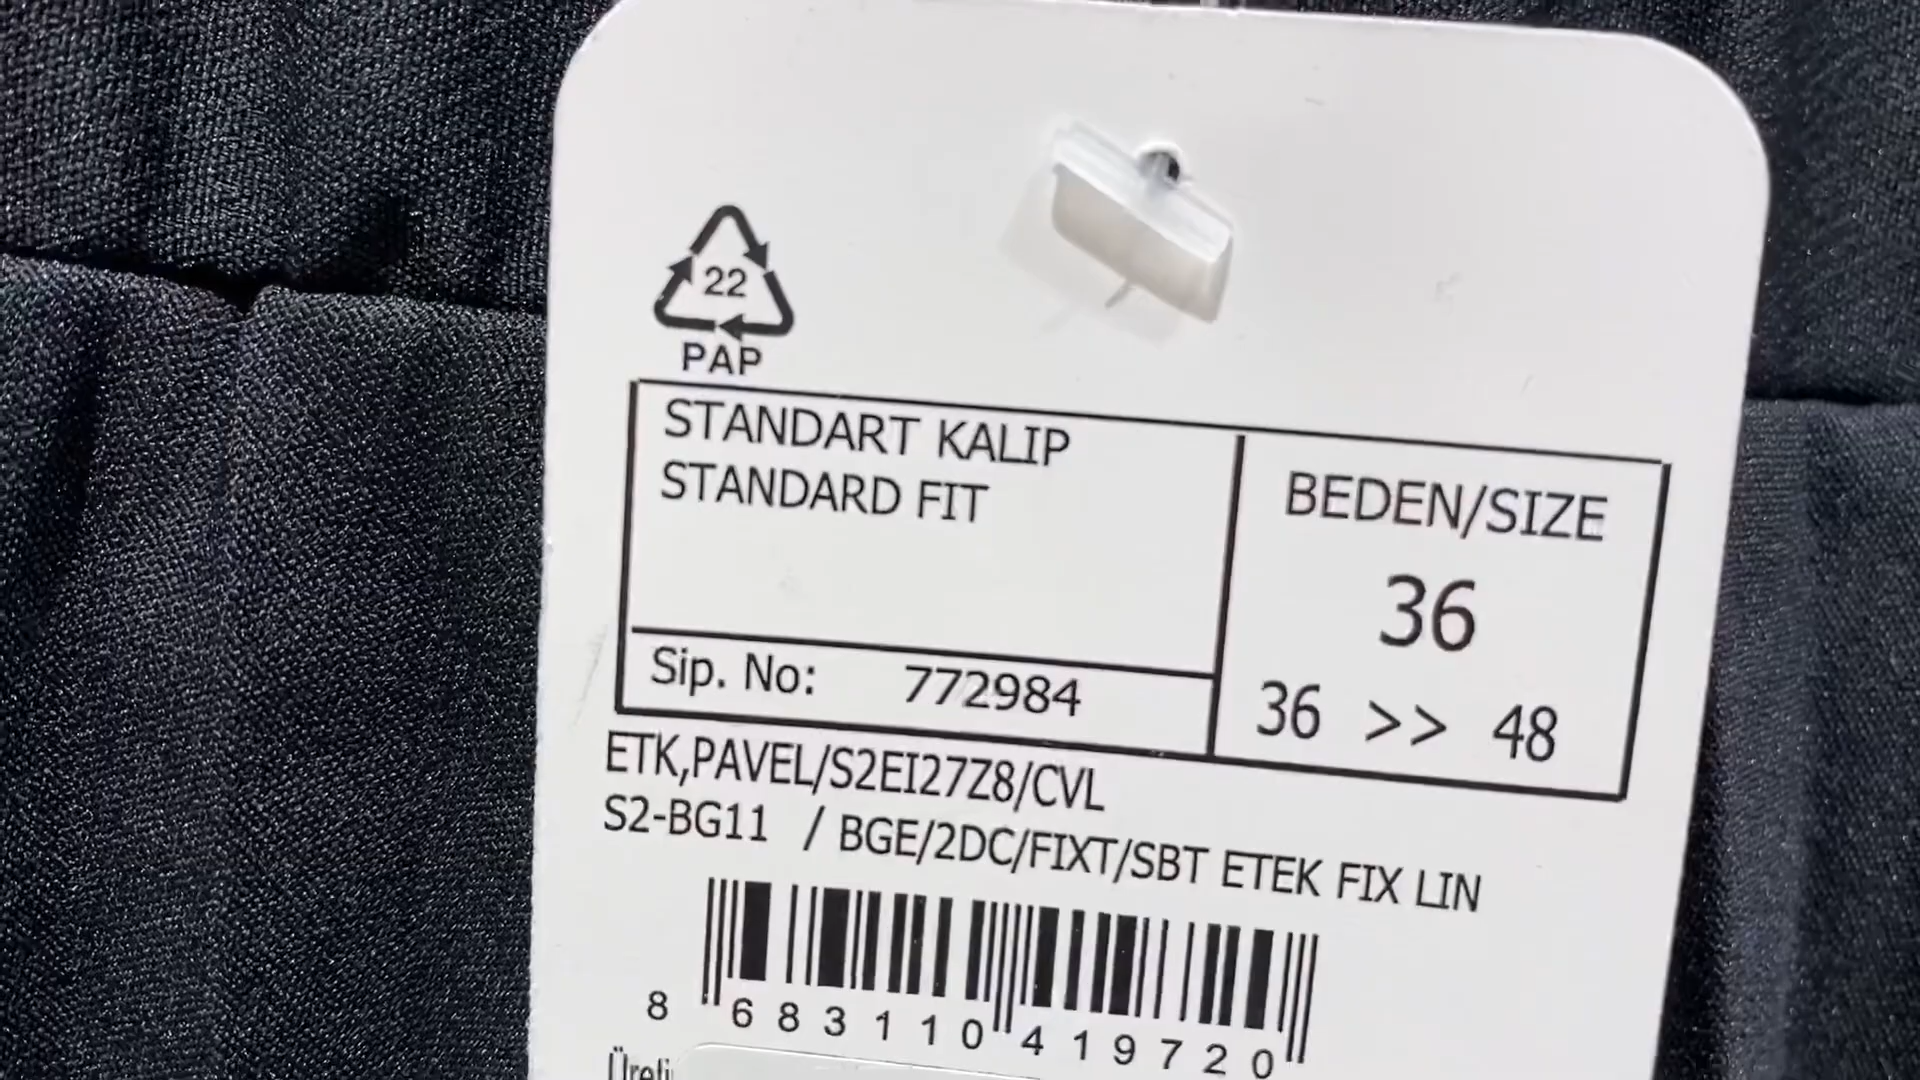 22
PAP
STANDART KALIP
STANDARD FIT
BEDEN/SIZE
36
36 >> 48
Sip. No: 772984
ETK,PAVEL/S2EI27Z8/CVL
S2-BG11 / BGE/2DC/FIXT/SBT ETEK FIX LIN
8 683110 419720